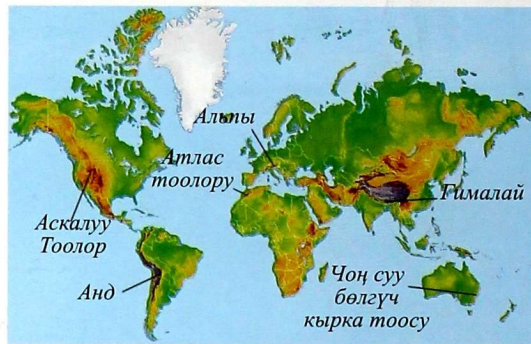 Альпы
Атлас
тоолору
Гималай
Аскалуу
Тоолор
Анд
Чоң суу
бөлгүч
кырка тоосу